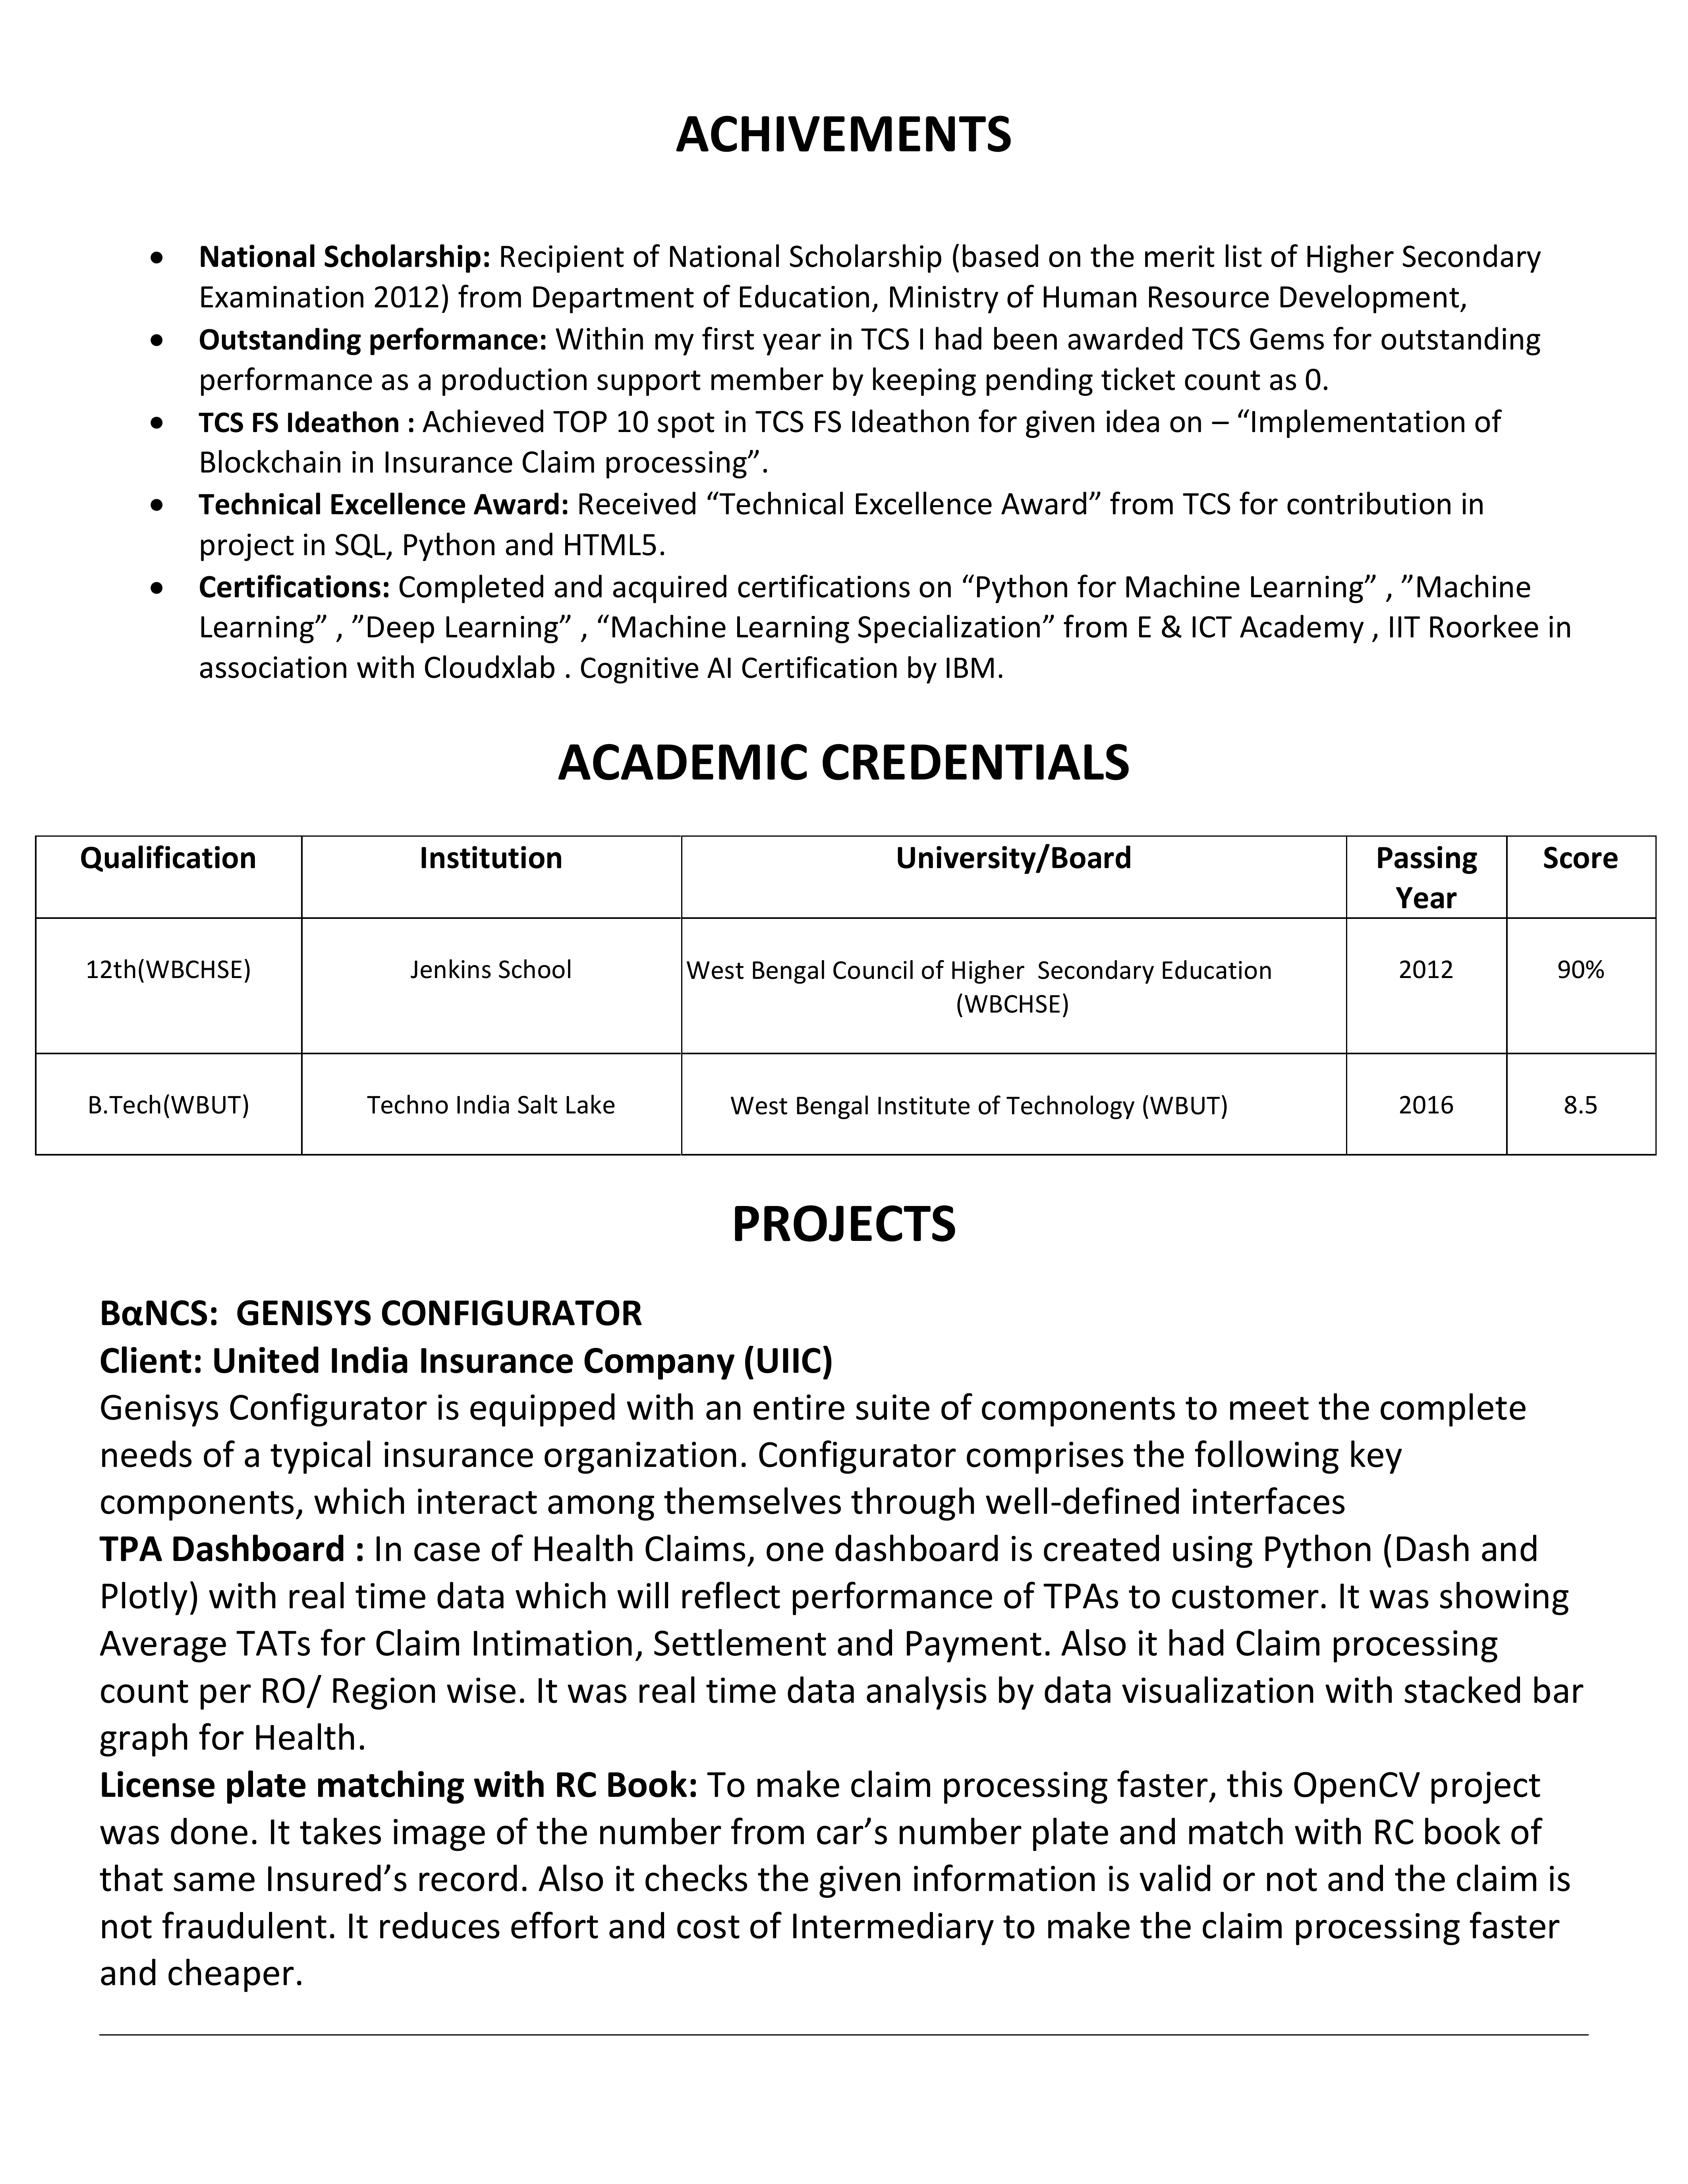 ACHIVEMENTS
• National Scholarship: Recipient of National Scholarship (based on the merit list of Higher Secondary
Examination 2012) from Department of Education, Ministry of Human Resource Development,
• Outstanding performance: Within my first year in TCS I had been awarded TCS Gems for outstanding
performance as a production support member by keeping pending ticket count as 0.
• TCS FS Ideathon : Achieved TOP 10 spot in TCS FS Ideathon for given idea on – “Implementation of
Blockchain in Insurance Claim processing”.
• Technical Excellence Award: Received “Technical Excellence Award” from TCS for contribution in
project in SQL, Python and HTML5.
• Certifications: Completed and acquired certifications on “Python for Machine Learning” , ”Machine
Learning” , ”Deep Learning” , “Machine Learning Specialization” from E & ICT Academy , IIT Roorkee in
association with Cloudxlab . Cognitive AI Certification by IBM.
ACADEMIC CREDENTIALS
Qualification Institution University/Board Passing Score
Year
12th(WBCHSE) Jenkins School West Bengal Council of Higher  Secondary Education 2012 90%
(WBCHSE)
B.Tech(WBUT) Techno India Salt Lake West Bengal Institute of Technology (WBUT) 2016 8.5
PROJECTS
BαNCS:  GENISYS CONFIGURATOR
Client: United India Insurance Company (UIIC)
Genisys Configurator is equipped with an entire suite of components to meet the complete
needs of a typical insurance organization. Configurator comprises the following key
components, which interact among themselves through well-defined interfaces
TPA Dashboard : In case of Health Claims, one dashboard is created using Python (Dash and
Plotly) with real time data which will reflect performance of TPAs to customer. It was showing
Average TATs for Claim Intimation, Settlement and Payment. Also it had Claim processing
count per RO/ Region wise. It was real time data analysis by data visualization with stacked bar
graph for Health.
License plate matching with RC Book: To make claim processing faster, this OpenCV project
was done. It takes image of the number from car’s number plate and match with RC book of
that same Insured’s record. Also it checks the given information is valid or not and the claim is
not fraudulent. It reduces effort and cost of Intermediary to make the claim processing faster
and cheaper.